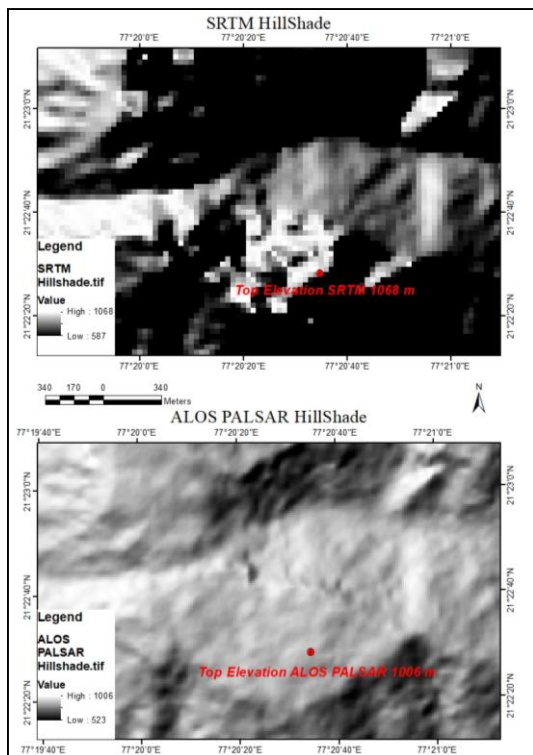 SRTM HillShade
77°20'0"E 77°20'20"E 77°20'40"E 77°21'0"E
21°23'0"N 21°23'0"N
21°22'40"N 21°22'40"N
21°22'20"N 21°22'20"N
Legend
SRTM
Hillshade.tif
Value
High : 1068
Low : 587
Top Elevation SRTM 1068 m
77°20'0"E 77°20'20"E 77°20'40"E 77°21'0"E
340 170 0 340
Meters
N
ALOS PALSAR HillShade
77°19'40"E 77°20'0"E 77°20'20"E 77°20'40"E 77°21'0"E
21°23'0"N 21°23'0"N
21°22'40"N 21°22'40"N
21°22'20"N 21°22'20"N
Legend
ALOS
PALSAR
Hillshade.tif
Value
High : 1006
Low : 523
Top Elevation ALOS PALSAR 1006 m
77°19'40"E 77°20'0"E 77°20'20"E 77°20'40"E 77°21'0"E